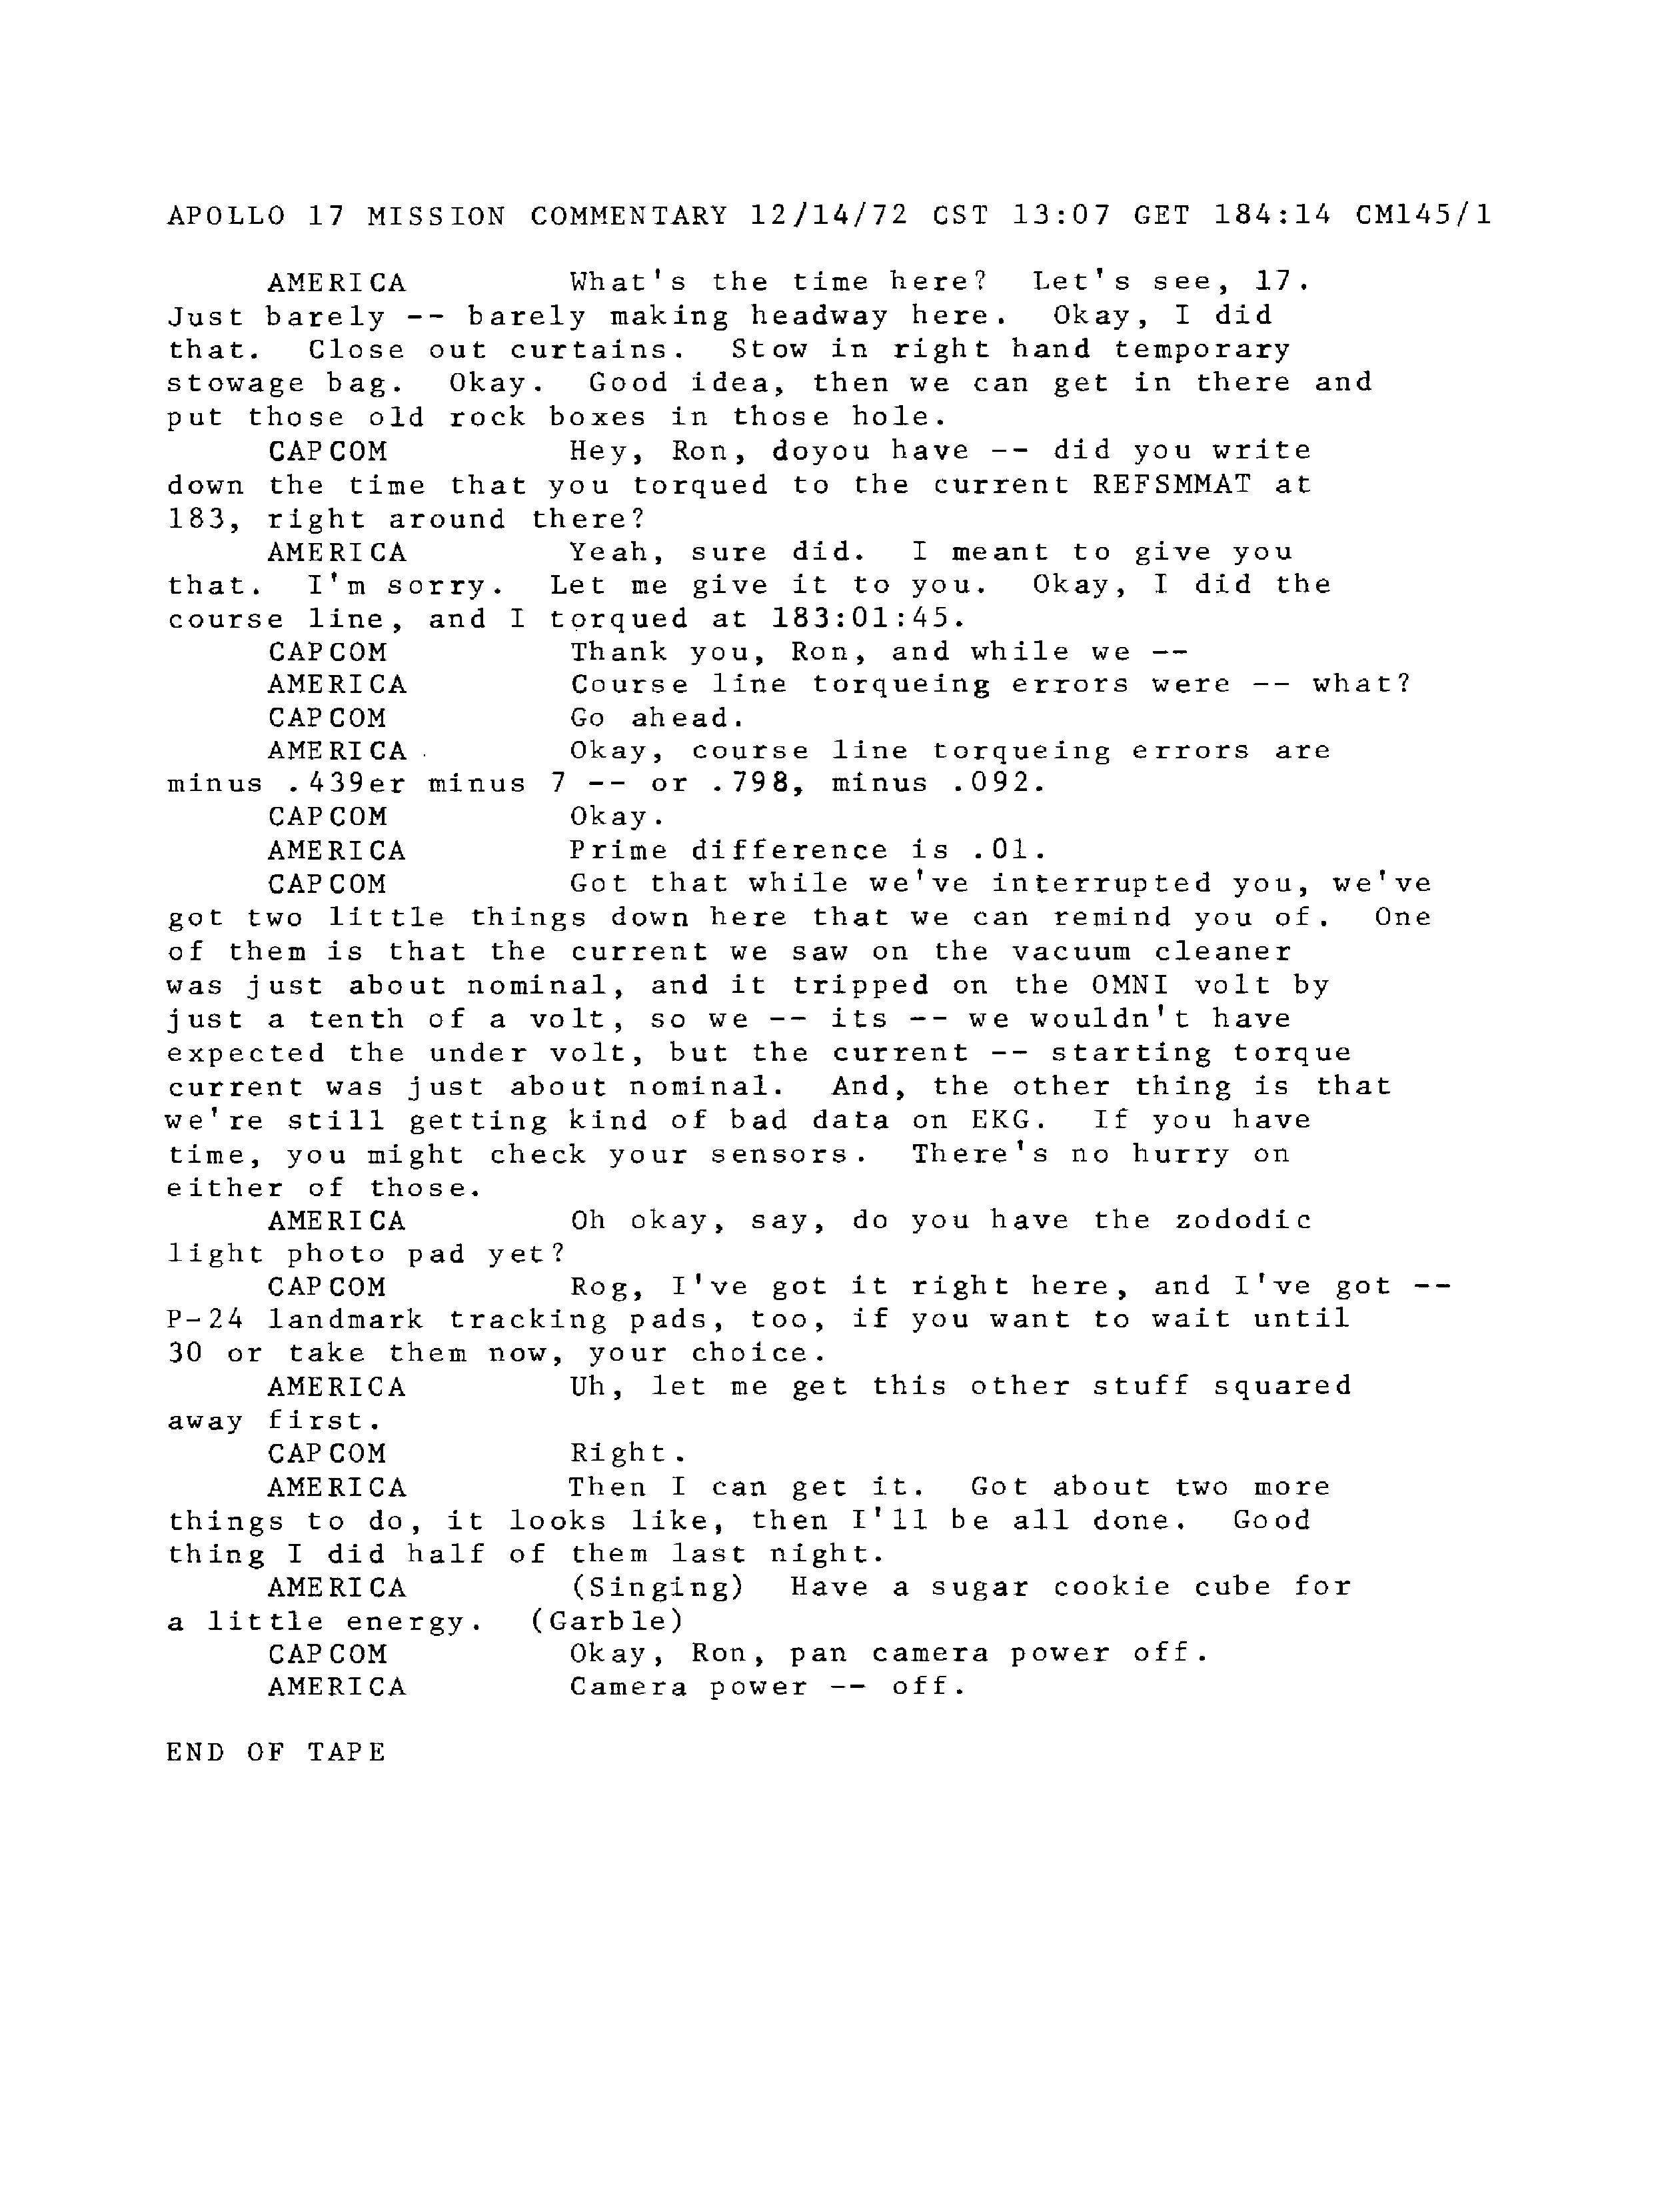 APOLLO 17 MISSION COMMENTARY 12/14/72 CST 13:07 GET 184:14 CM145/1
AMERICA What's the time here? Let's see, 17.
Just barely -- barely making headway here. Okay, I did
that. Close out curtains. Stow in right hand temporary
stowage bag. Okay. Good idea, then we can get in there and
put those old rock boxes in those hole.
CAPCOM Hey, Ron, doyou have -- did you write
down the time that you torqued to the current REFSMMAT at
183, right around there?
AMERICA Yeah, sure did. I meant to give you
that. I'm sorry. Let me give it to you. Okay, I did the
course line, and I torqued at 183:01:45.
CAPCOM Thank you, Ron, and while we --
AMERICA Course line torqueing errors were -- what?
CAPCOM Go ahead.
AMERICA Okay, course line torqueing errors are
minus .439er minus 7 -- or .798, minus .092.
CAPCOM Okay.
AMERICA Prime difference is .01.
CAPCOM Got that while we've interrupted you, we've
got two little things down here that we can remind you of. One
of them is that the current we saw on the vacuum cleaner
was just about nominal, and it tripped on the OMNI volt by
just a tenth of a volt, so we -- its -- we wouldn't have
expected the under volt, but the current -- starting torque
current was just about nominal. And, the other thing is that
we're still getting kind of bad data on EKG. If you have
time, you might check your sensors. There's no hurry on
either of those.
AMERICA Oh okay, say, do you have the zododic
light photo pad yet?
CAPCOM Rog, I've got it right here, and I've got --
P-24 landmark tracking pads, too, if you want to wait until
30 or take them now, your choice.
AMERICA Uh, let me get this other stuff squared
away first.
CAPCOM Right.
AMERICA Then I can get it. Got about two more
things to do, it looks like, then I'll be all done. Good
thing I did half of them last night.
AMERICA (Singing) Have a sugar cookie cube for
a little energy. (Garble)
CAPCOM Okay, Ron, pan camera power off.
AMERICA Camera power -- off.
END OF TAPE